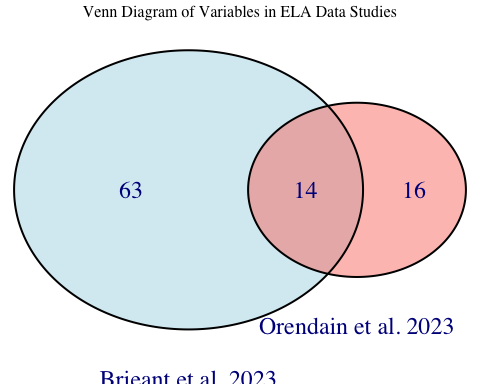 Venn Diagram of Variables in ELA Data Studies
63
14
16
Orendain et al. 2023
Brieant et al. 2023